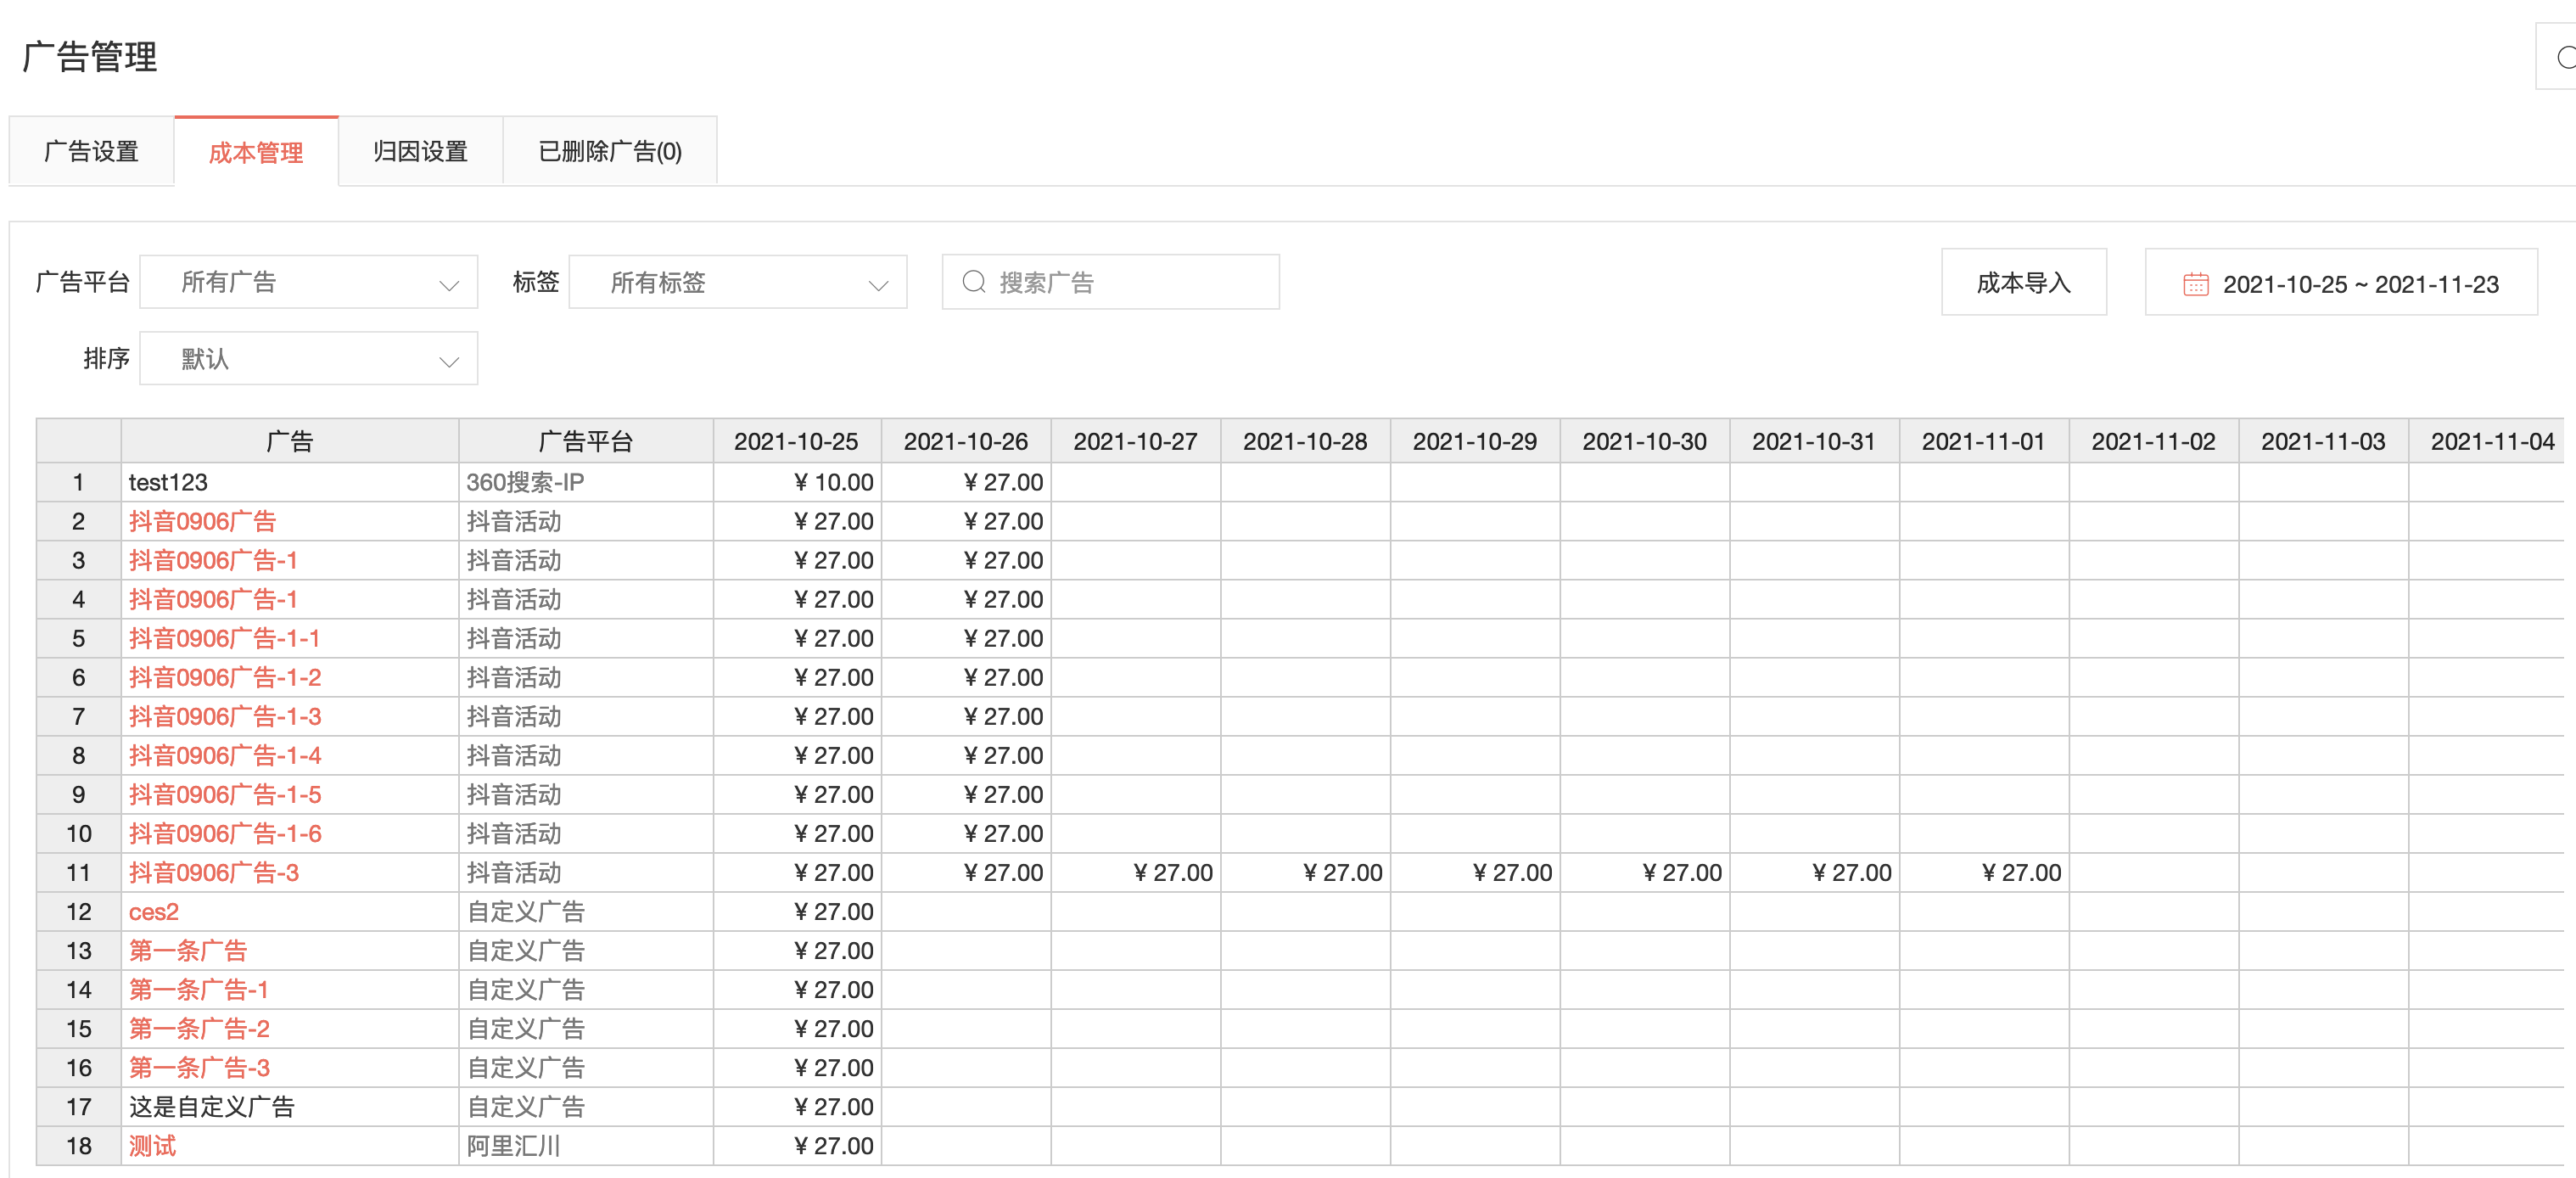 广告管理
广告设置 成本管理 归因设置 已删除广告(0)
广告平台 所有广告 标签 所有标签 搜索广告 成本导入 2021-10-25 ~ 2021-11-23
排序 默认
广告 广告平台 2021-10-25 2021-10-26 2021-10-27 2021-10-28 2021-10-29 2021-10-30 2021-10-31 2021-11-01 2021-11-02 2021-11-03 2021-11-04
1 test123 360搜索-IP ¥ 10.00 ¥ 27.00
2 抖音0906广告 抖音活动 ¥ 27.00 ¥ 27.00
3 抖音0906广告-1 抖音活动 ¥ 27.00 ¥ 27.00
4 抖音0906广告-1 抖音活动 ¥ 27.00 ¥ 27.00
5 抖音0906广告-1-1 抖音活动 ¥ 27.00 ¥ 27.00
6 抖音0906广告-1-2 抖音活动 ¥ 27.00 ¥ 27.00
7 抖音0906广告-1-3 抖音活动 ¥ 27.00 ¥ 27.00
8 抖音0906广告-1-4 抖音活动 ¥ 27.00 ¥ 27.00
9 抖音0906广告-1-5 抖音活动 ¥ 27.00 ¥ 27.00
10 抖音0906广告-1-6 抖音活动 ¥ 27.00 ¥ 27.00
11 抖音0906广告-3 抖音活动 ¥ 27.00 ¥ 27.00 ¥ 27.00 ¥ 27.00 ¥ 27.00 ¥ 27.00 ¥ 27.00 ¥ 27.00
12 ces2 自定义广告 ¥ 27.00
13 第一条广告 自定义广告 ¥ 27.00
14 第一条广告-1 自定义广告 ¥ 27.00
15 第一条广告-2 自定义广告 ¥ 27.00
16 第一条广告-3 自定义广告 ¥ 27.00
17 这是自定义广告 自定义广告 ¥ 27.00
18 测试 阿里汇川 ¥ 27.00